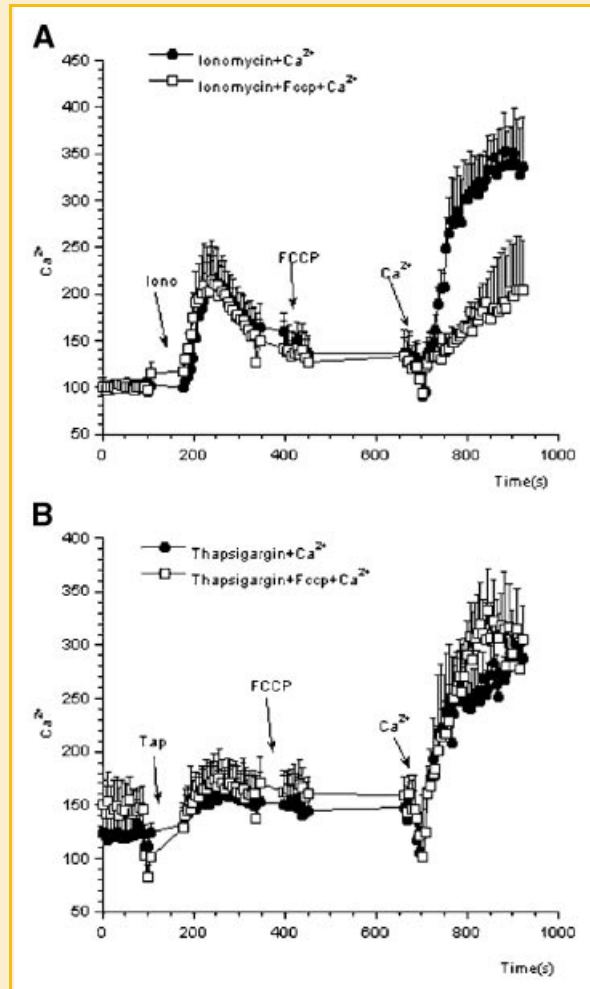 A
Ionomycin+Ca²⁺
Ionomycin+Fccp+Ca²⁺
450
400
350
300
250
200
150
100
50
Ca²⁺
Iono
FCCP
Ca²⁺
0 200 400 600 800 1000
Time(s)
B
Thapsigargin+Ca²⁺
Thapsigargin+Fccp+Ca²⁺
400
350
300
250
200
150
100
50
Ca²⁺
Tap
FCCP
Ca²⁺
0 200 400 600 800 1000
Time(s)